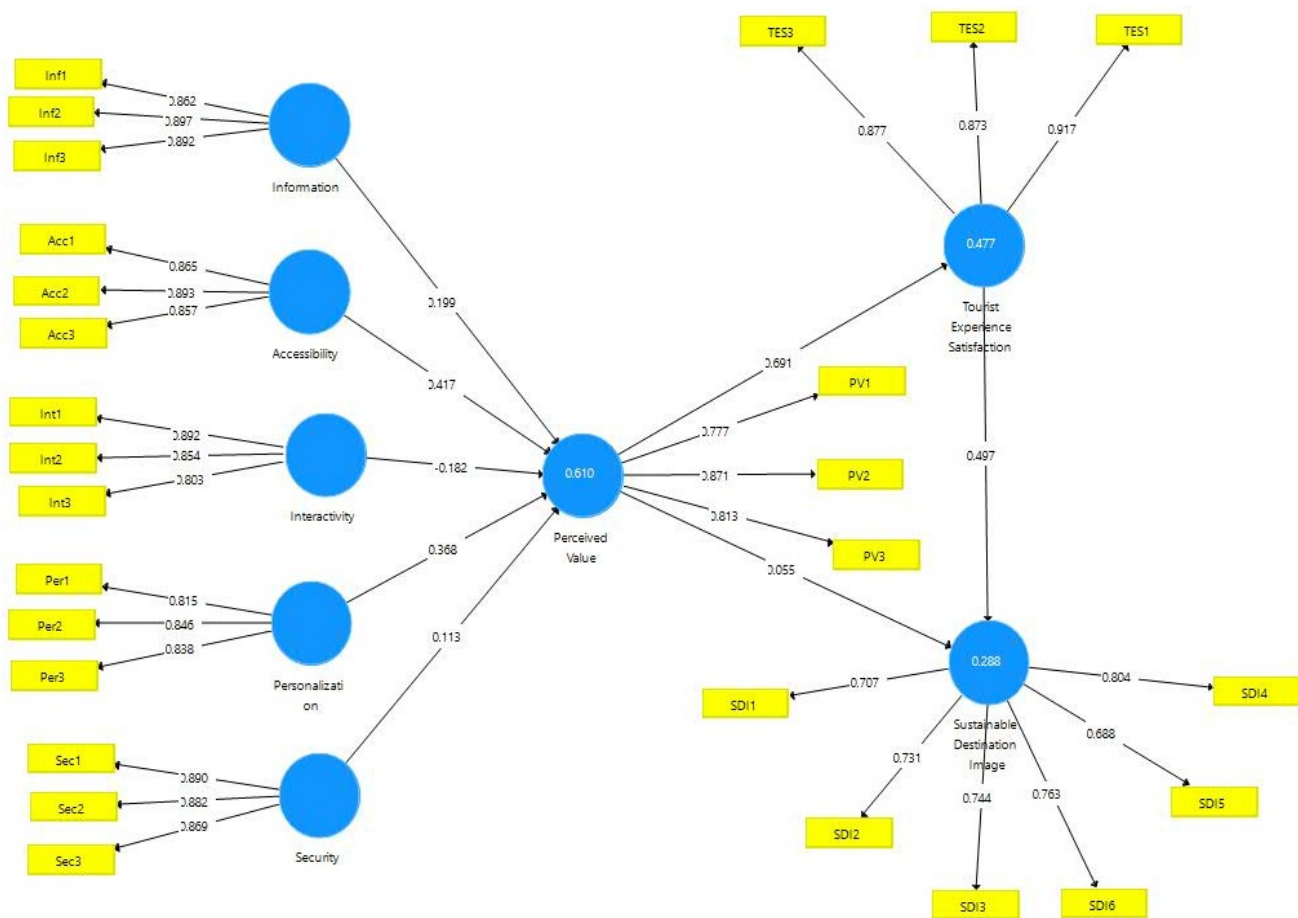 TES3
TES2
TES1
Inf1
Inf2
Inf3
0.862
0.897
0.892
Information
0.877
0.873
0.917
0.477
Tourist
Experience
Satisfaction
Acc1
Acc2
Acc3
0.865
0.893
0.857
Accessibility
0.199
0.417
Int1
Int2
Int3
0.892
0.854
0.803
Interactivity
-0.182
0.610
Perceived
Value
0.691
0.777
0.871
0.813
0.055
PV1
PV2
PV3
0.497
Per1
Per2
Per3
0.815
0.846
0.838
Personalizati
on
0.368
0.113
Sec1
Sec2
Sec3
0.890
0.882
0.869
Security
0.288
Sustainable
Destination
Image
0.707
0.731
0.744
0.763
0.688
0.804
SDI1
SDI2
SDI3
SDI6
SDI5
SDI4